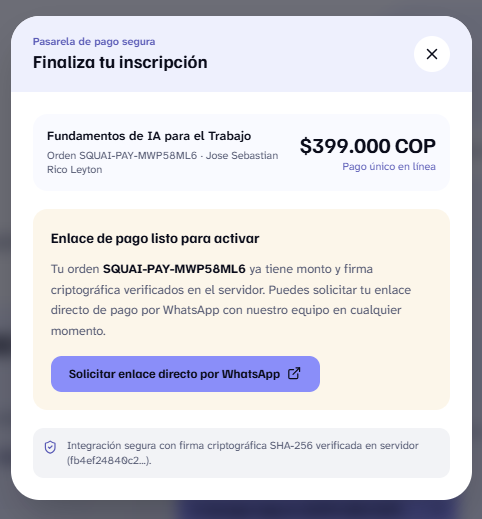 Pasarela de pago segura
Finaliza tu inscripción
Fundamentos de IA para el Trabajo
Orden SQUAI-PAY-MWP58ML6 · Jose Sebastian
Rico Leyton
$399.000 COP
Pago único en línea
Enlace de pago listo para activar
Tu orden SQUAI-PAY-MWP58ML6 ya tiene monto y firma
criptográfica verificados en el servidor. Puedes solicitar tu enlace
directo de pago por WhatsApp con nuestro equipo en cualquier
momento.
Solicitar enlace directo por WhatsApp
Integración segura con firma criptográfica SHA-256 verificada en servidor
(fb4ef24840c2...).